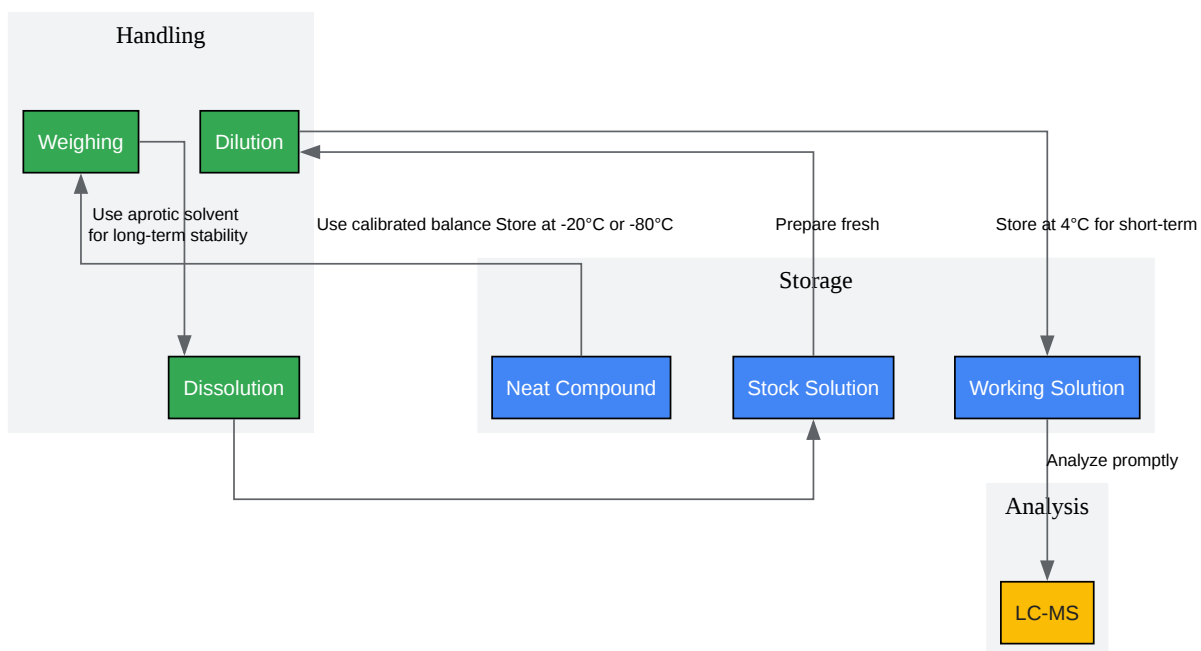 Handling
Weighing
Dilution
Use aprotic solvent
for long-term stability
Use calibrated balance
Store at -20°C or -80°C
Prepare fresh
Store at 4°C for short-term
Storage
Dissolution
Neat Compound
Stock Solution
Working Solution
Analyze promptly
Analysis
LC-MS